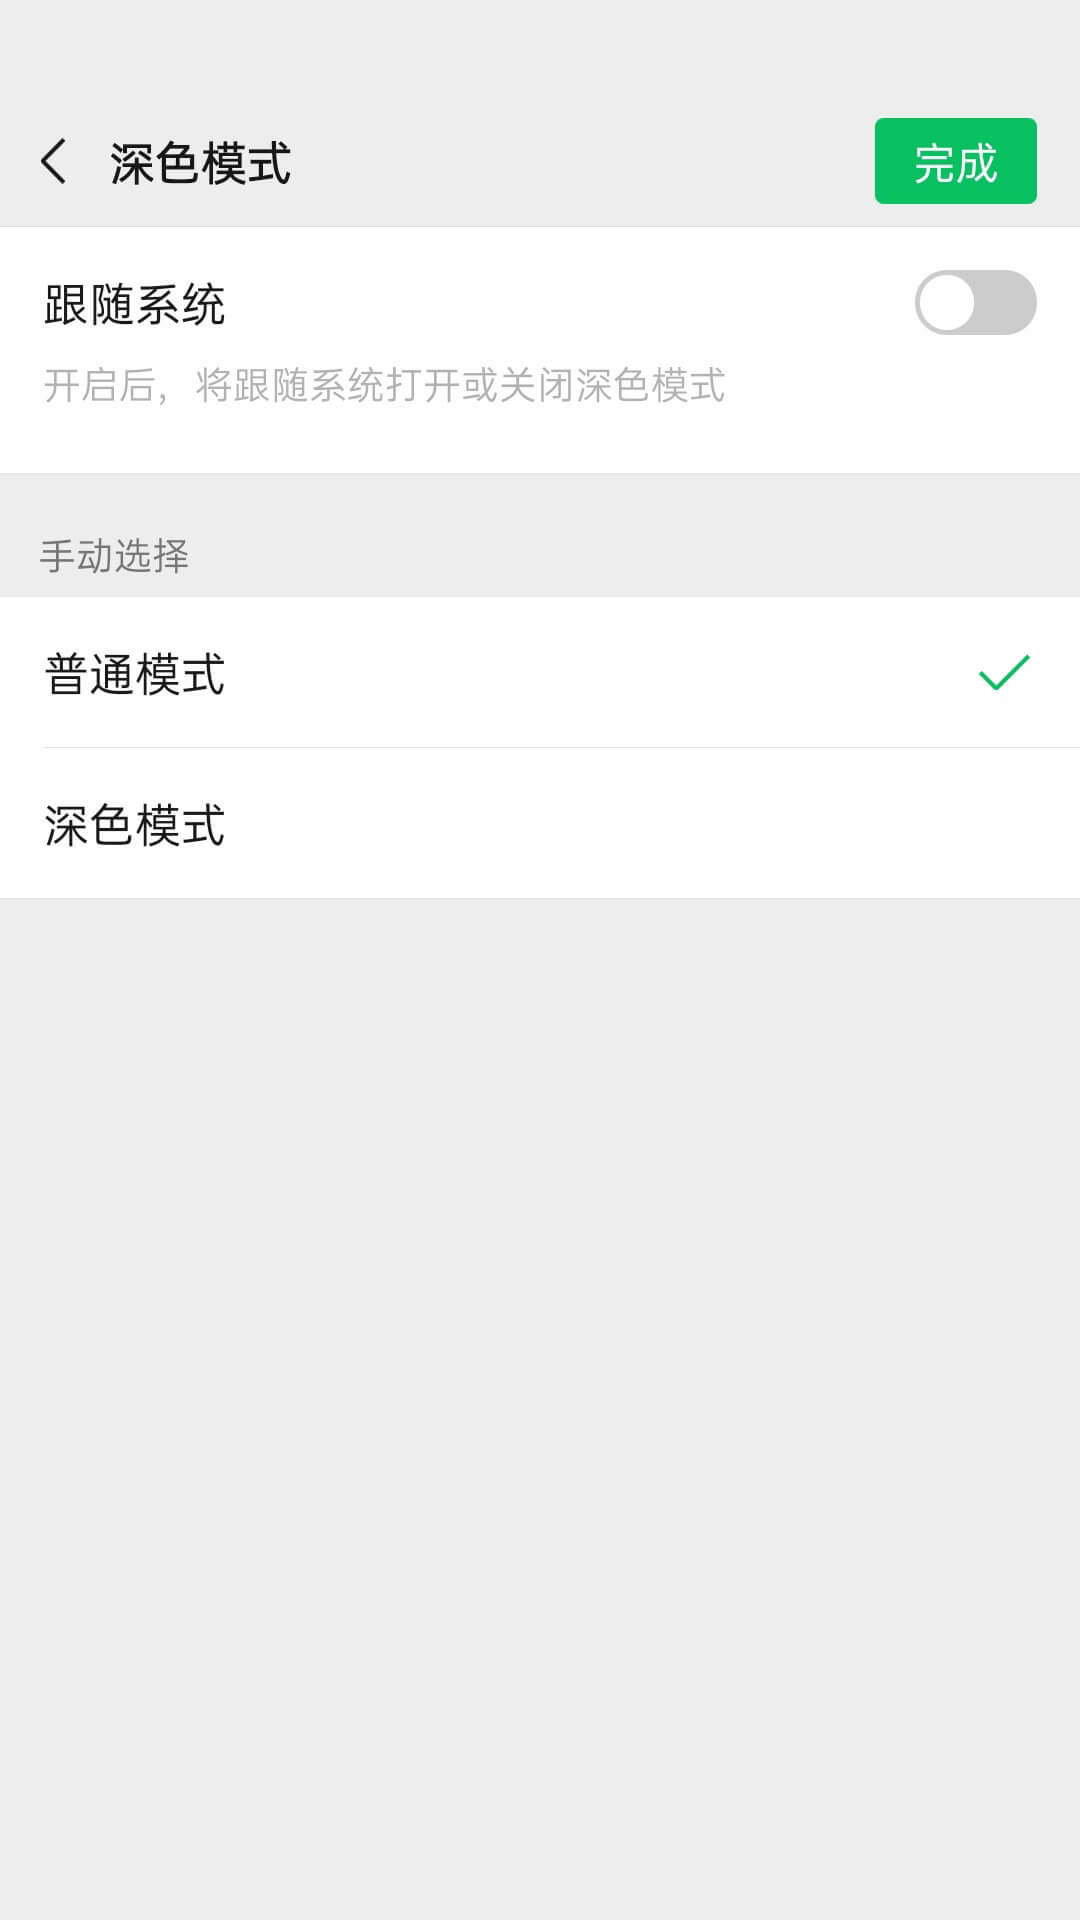 深色模式
完成
跟随系统
开启后，将跟随系统打开或关闭深色模式
手动选择
普通模式
深色模式